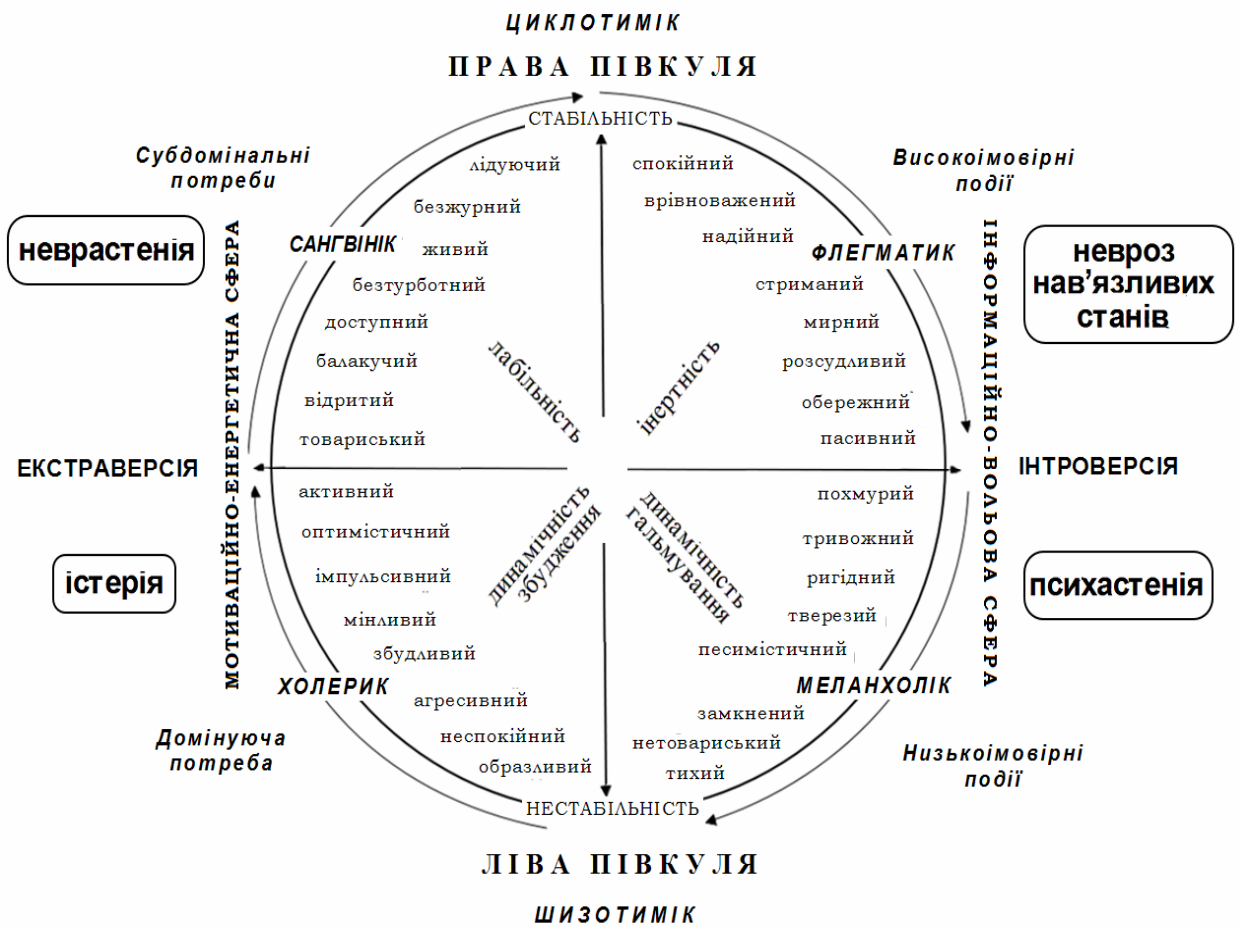 ЦИКЛОТИМІК
ПРАВА ПІВКУЛЯ
СТАБІЛЬНІСТЬ
Субдомінальні
потреби
Високоімовірні
події
неврастенія
МОТИВАЦІЙНО-ЕНЕРГЕТИЧНА СФЕРА
САНГВІНІК
лідуючий
безжурний
живий
безтурботний
доступний
балакучий
відритий
товариський
лабільність
спокійний
врівноважений
надійний
ФЛЕГМАТИК
стриманий
мирний
розсудливий
обережний
пасивний
інертність
ІНФОРМАЦІЙНО-ВОЛЬОВА СФЕРА
невроз
нав’язливих
станів
ЕКСТРАВЕРСІЯ
ІНТРОВЕРСІЯ
активний
оптимістичний
імпульсивний
мінливий
збудливий
ХОЛЕРИК
агресивний
неспокійний
образливий
динамічність
збудження
динамічність
гальмування
похмурий
тривожний
ригідний
тверезий
песимістичний
МЕЛАНХОЛІК
замкнений
нетовариський
тихий
істерія
психастенія
Домінуюча
потреба
Низькоімовірні
події
НЕСТАБІЛЬНІСТЬ
ЛІВА ПІВКУЛЯ
ШИЗОТИМІК